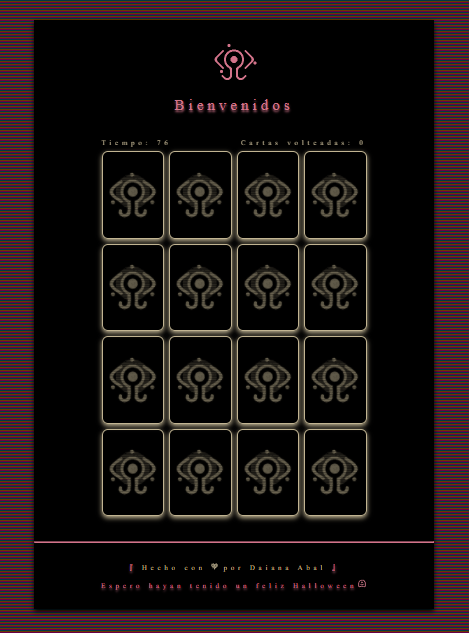 Bienvenidos
Tiempo: 76 Cartas volteadas: 0
Hecho con por Daiana Abal
Espero hayan tenido un feliz Halloween